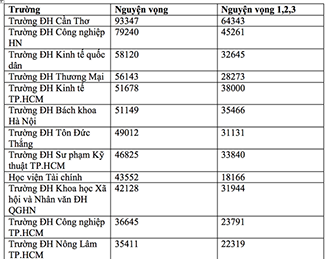 Trường Nguyện vọng Nguyện vọng 1,2,3
Trường ĐH Cần Thơ 93347 64343
Trường ĐH Công nghiệp 79240 45261
HN
Trường ĐH Kinh tế quốc 58120 32645
dân
Trường ĐH Thương Mại 56143 28273
Trường ĐH Kinh tế 51678 38000
TP.HCM
Trường ĐH Bách khoa 51149 35466
Hà Nội
Trường ĐH Tôn Đức 49012 31131
Thắng
Trường ĐH Sư phạm Kỹ 46825 33840
thuật TP.HCM
Học viện Tài chính 43552 18166
Trường ĐH Khoa học Xã 42128 31944
hội và Nhân văn ĐH
QGHN
Trường ĐH Công nghiệp 36645 23791
TP.HCM
Trường ĐH Nông Lâm 35411 22319
TP.HCM